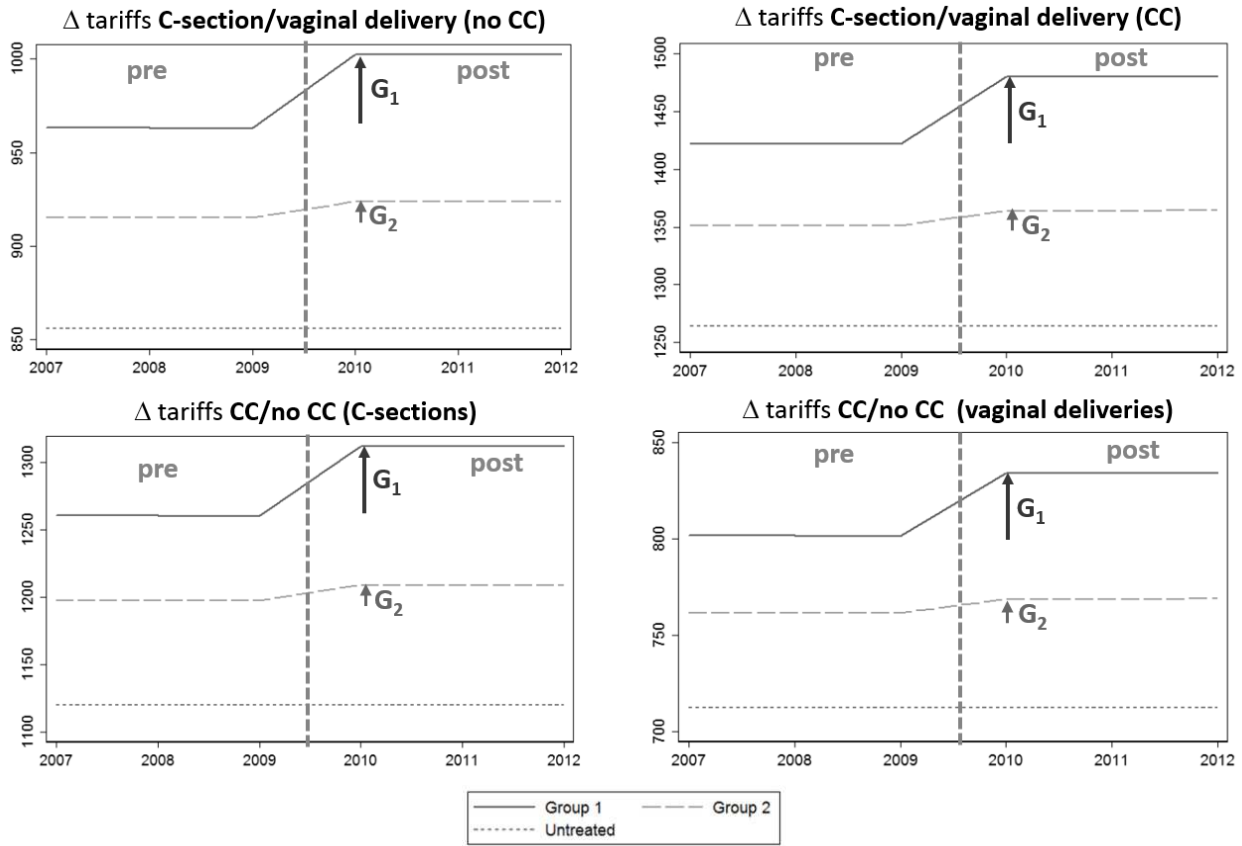 Δ tariffs C-section/vaginal delivery (no CC)
1000
950
900
850
pre
post
G1
G2
2007 2008 2009 2010 2011 2012
Δ tariffs C-section/vaginal delivery (CC)
1500
1450
1400
1350
1300
1250
pre
post
G1
G2
2007 2008 2009 2010 2011 2012
Δ tariffs CC/no CC (C-sections)
1300
1250
1200
1150
1100
pre
post
G1
G2
2007 2008 2009 2010 2011 2012
Δ tariffs CC/no CC (vaginal deliveries)
850
800
750
700
pre
post
G1
G2
2007 2008 2009 2010 2011 2012
Group 1 Group 2
Untreated